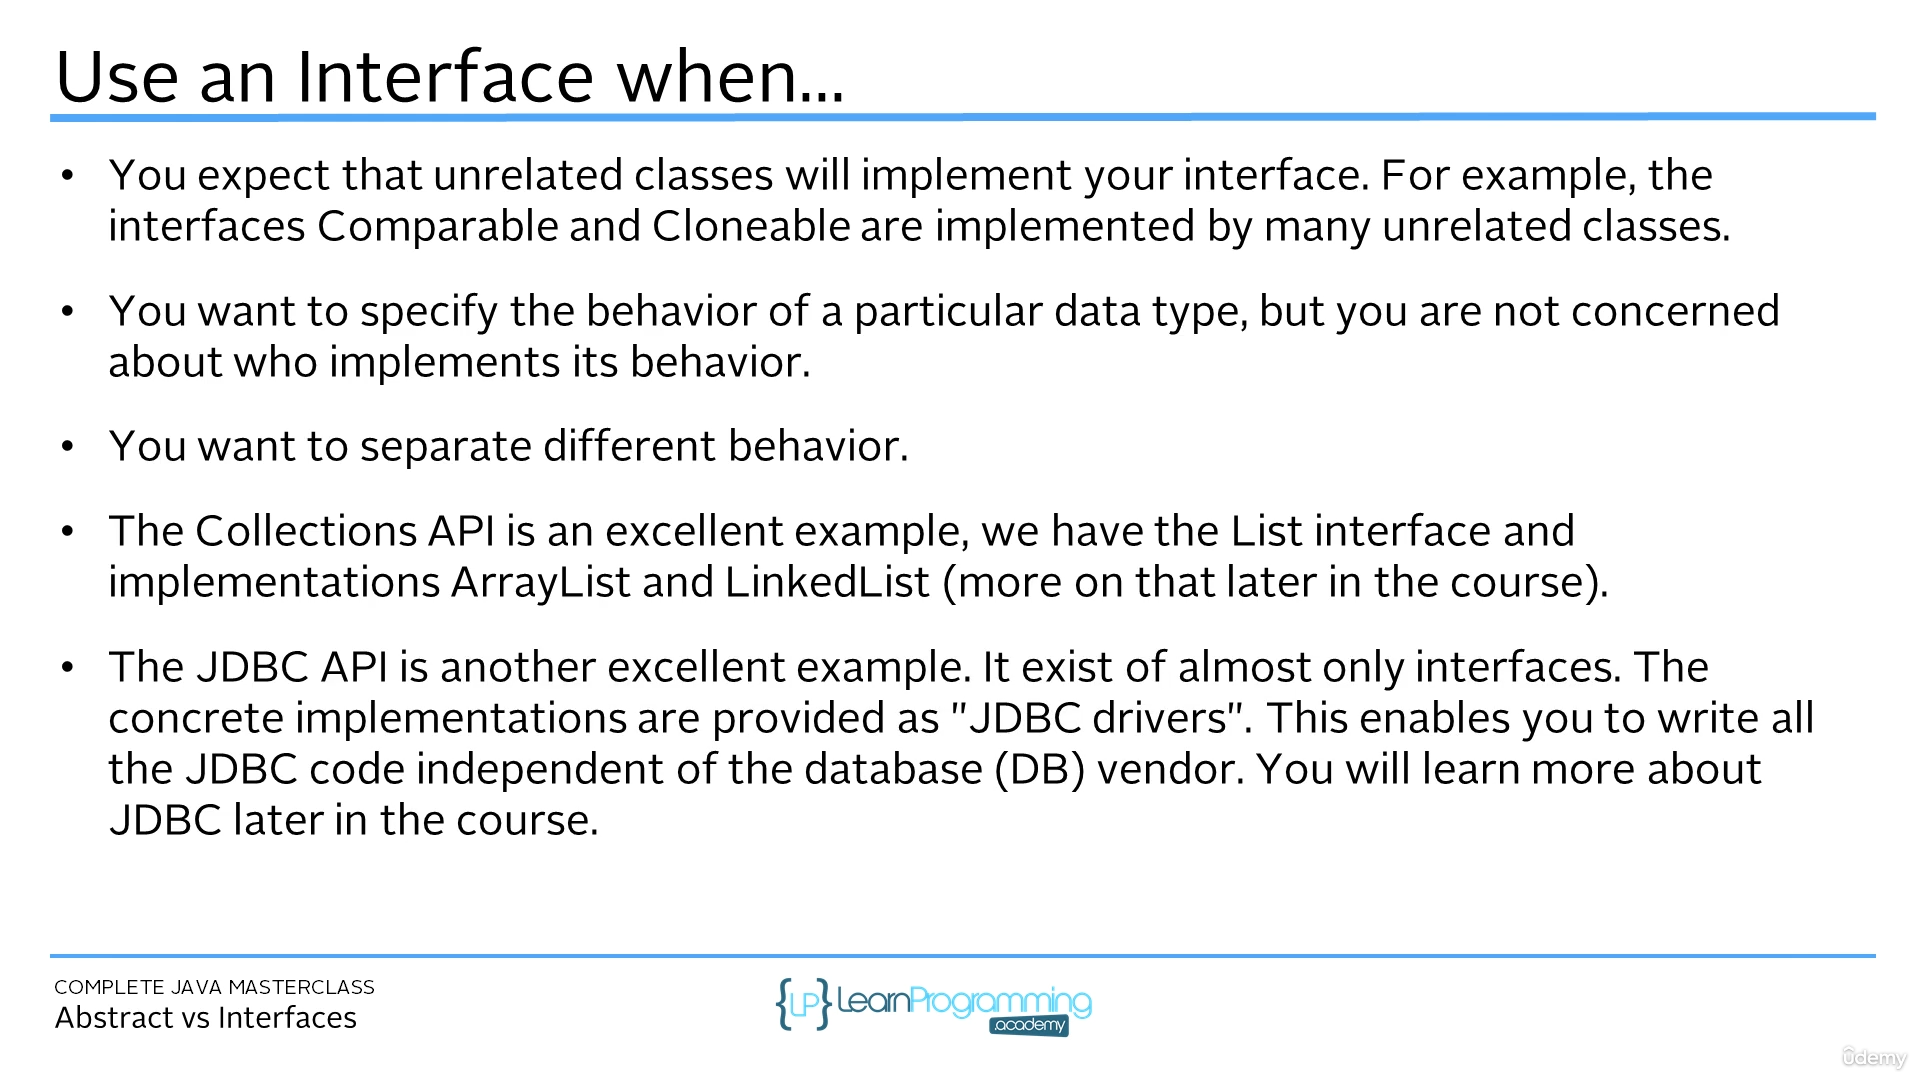 Use an Interface when...
• You expect that unrelated classes will implement your interface. For example, the
interfaces Comparable and Cloneable are implemented by many unrelated classes.
• You want to specify the behavior of a particular data type, but you are not concerned
about who implements its behavior.
• You want to separate different behavior.
• The Collections API is an excellent example, we have the List interface and
implementations ArrayList and LinkedList (more on that later in the course).
• The JDBC API is another excellent example. It exist of almost only interfaces. The
concrete implementations are provided as "JDBC drivers". This enables you to write all
the JDBC code independent of the database (DB) vendor. You will learn more about
JDBC later in the course.
COMPLETE JAVA MASTERCLASS
Abstract vs Interfaces
{LP} LearnProgramming
.academy
ûdemy